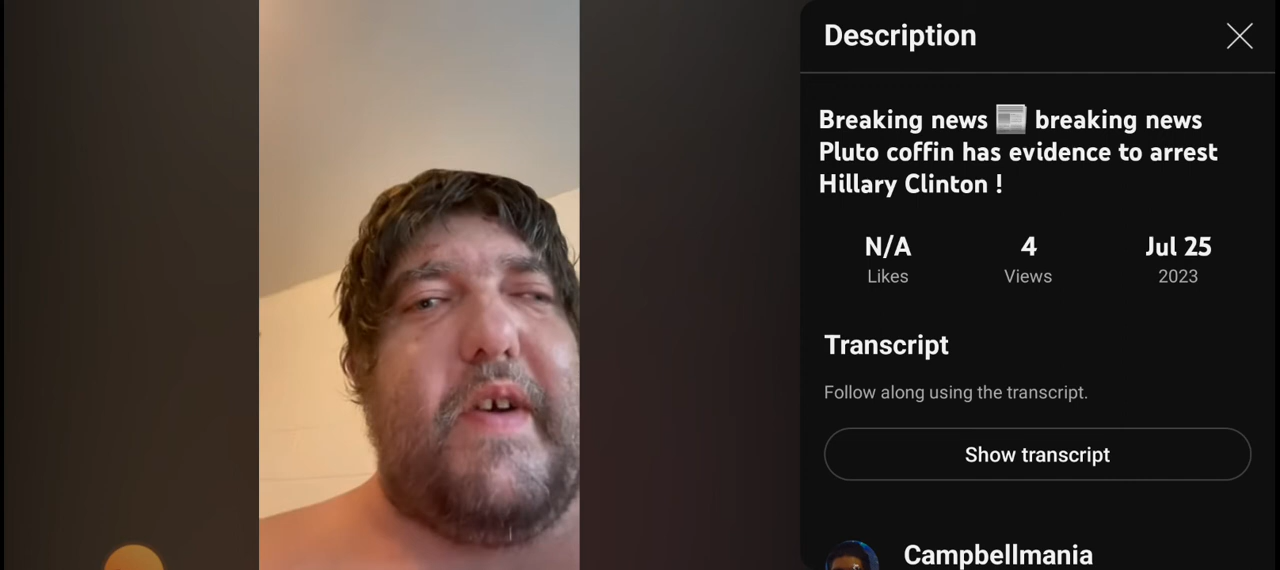 Description
Breaking news 📰 breaking news
Pluto coffin has evidence to arrest
Hillary Clinton !
N/A 4 Jul 25
Likes Views 2023
Transcript
Follow along using the transcript.
Show transcript
Campbellmania